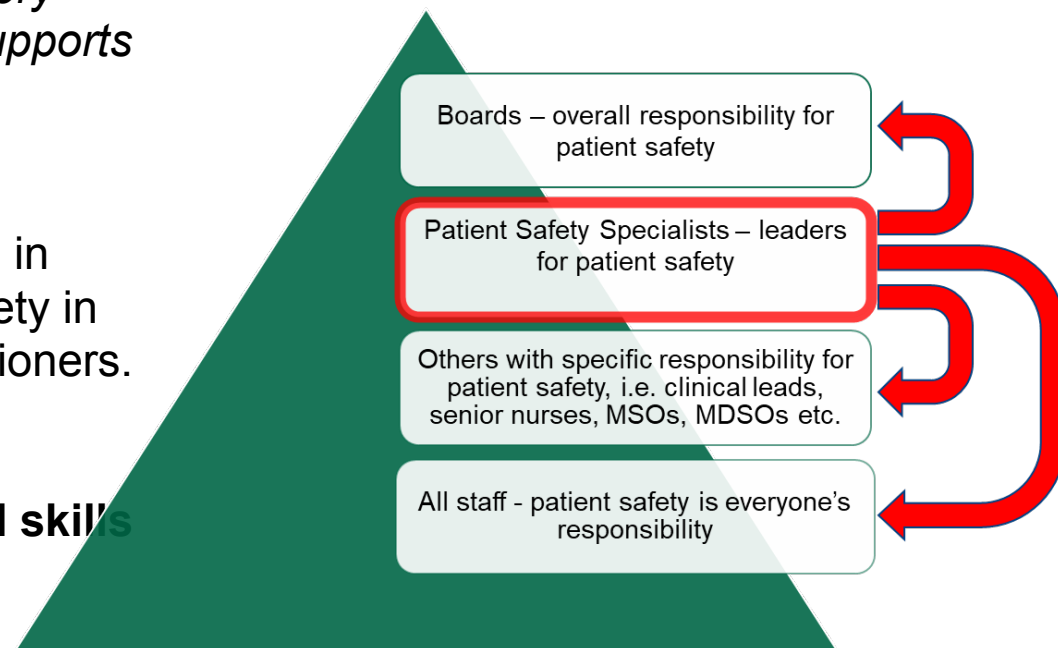 upports
in
ety in
ioners.
skills
Boards – overall responsibility for
patient safety
Patient Safety Specialists – leaders
for patient safety
Others with specific responsibility for
patient safety, i.e. clinical leads,
senior nurses, MSOs, MDSOs etc.
All staff - patient safety is everyone’s
responsibility